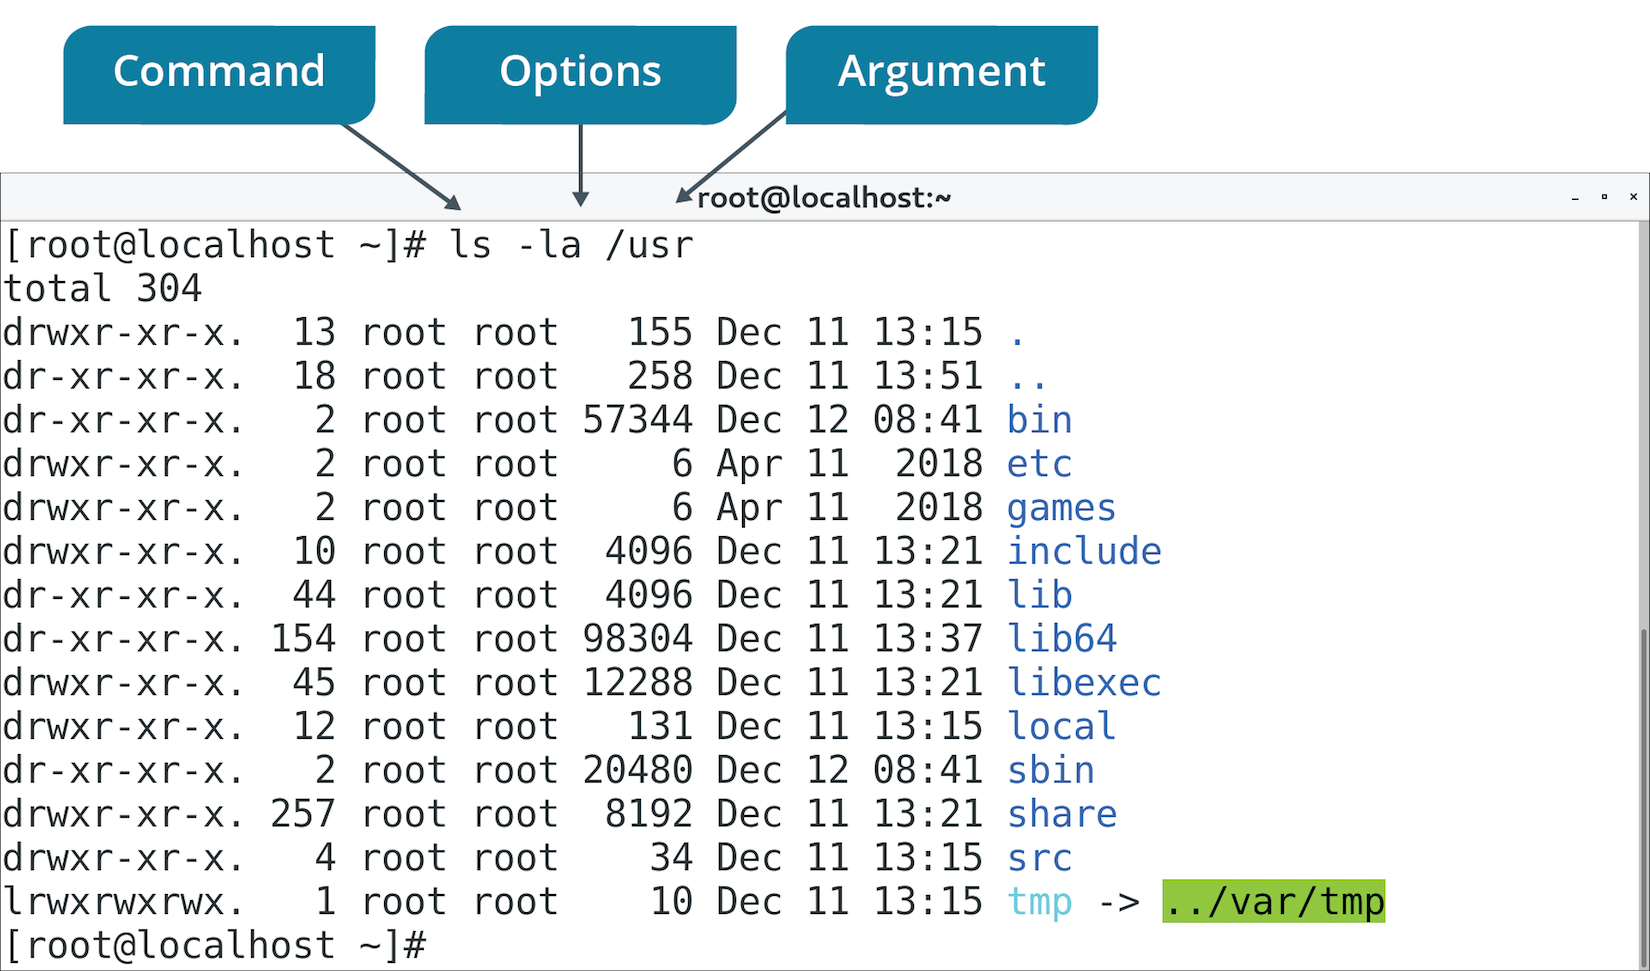 Command Options Argument
root@localhost:~
[root@localhost ~]# ls -la /usr
total 304
drwxr-xr-x.  13 root root   155 Dec 11 13:15 .
dr-xr-xr-x.  18 root root   258 Dec 11 13:51 ..
dr-xr-xr-x.   2 root root 57344 Dec 12 08:41 bin
drwxr-xr-x.   2 root root     6 Apr 11  2018 etc
drwxr-xr-x.   2 root root     6 Apr 11  2018 games
drwxr-xr-x.  10 root root  4096 Dec 11 13:21 include
dr-xr-xr-x.  44 root root  4096 Dec 11 13:21 lib
dr-xr-xr-x. 154 root root 98304 Dec 11 13:37 lib64
drwxr-xr-x.  45 root root 12288 Dec 11 13:21 libexec
drwxr-xr-x.  12 root root   131 Dec 11 13:15 local
dr-xr-xr-x.   2 root root 20480 Dec 12 08:41 sbin
drwxr-xr-x. 257 root root  8192 Dec 11 13:21 share
drwxr-xr-x.   4 root root    34 Dec 11 13:15 src
lrwxrwxrwx.   1 root root    10 Dec 11 13:15 tmp -> ../var/tmp
[root@localhost ~]#